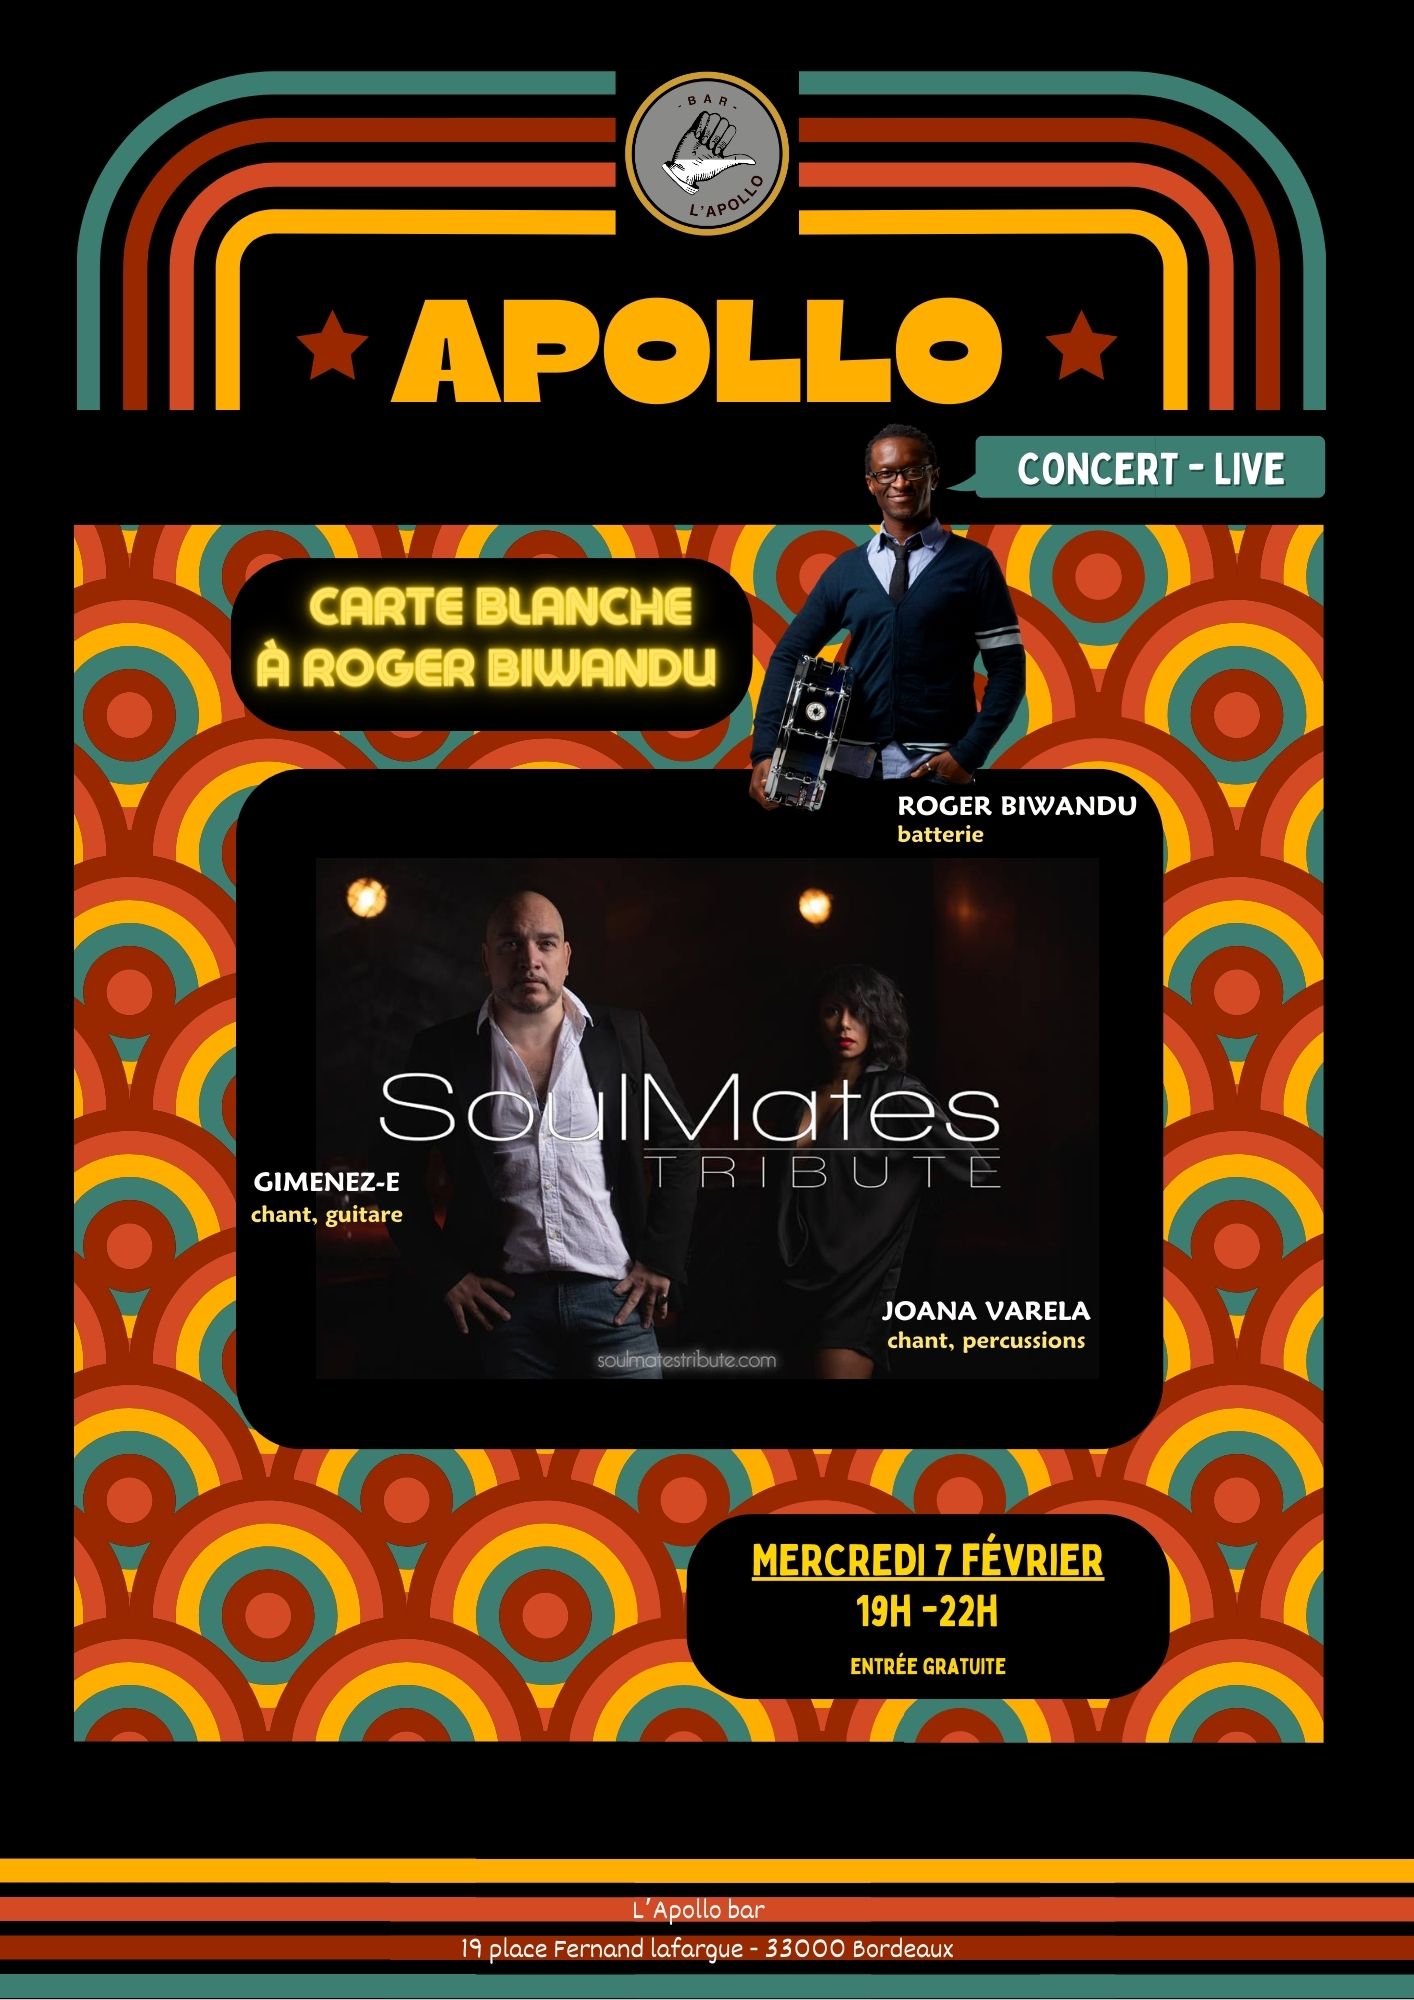 - BAR -
L'APOLLO
APOLLO
CONCERT - LIVE
CARTE BLANCHE
À ROGER BIWANDU
ROGER BIWANDU
batterie
SoulMates
TRIBUTE
GIMENEZ-E
chant, guitare
JOANA VARELA
chant, percussions
soulmatestribute.com
MERCREDI 7 FÉVRIER
19H -22H
ENTRÉE GRATUITE
L'Apollo bar
19 place Fernand lafargue - 33000 Bordeaux